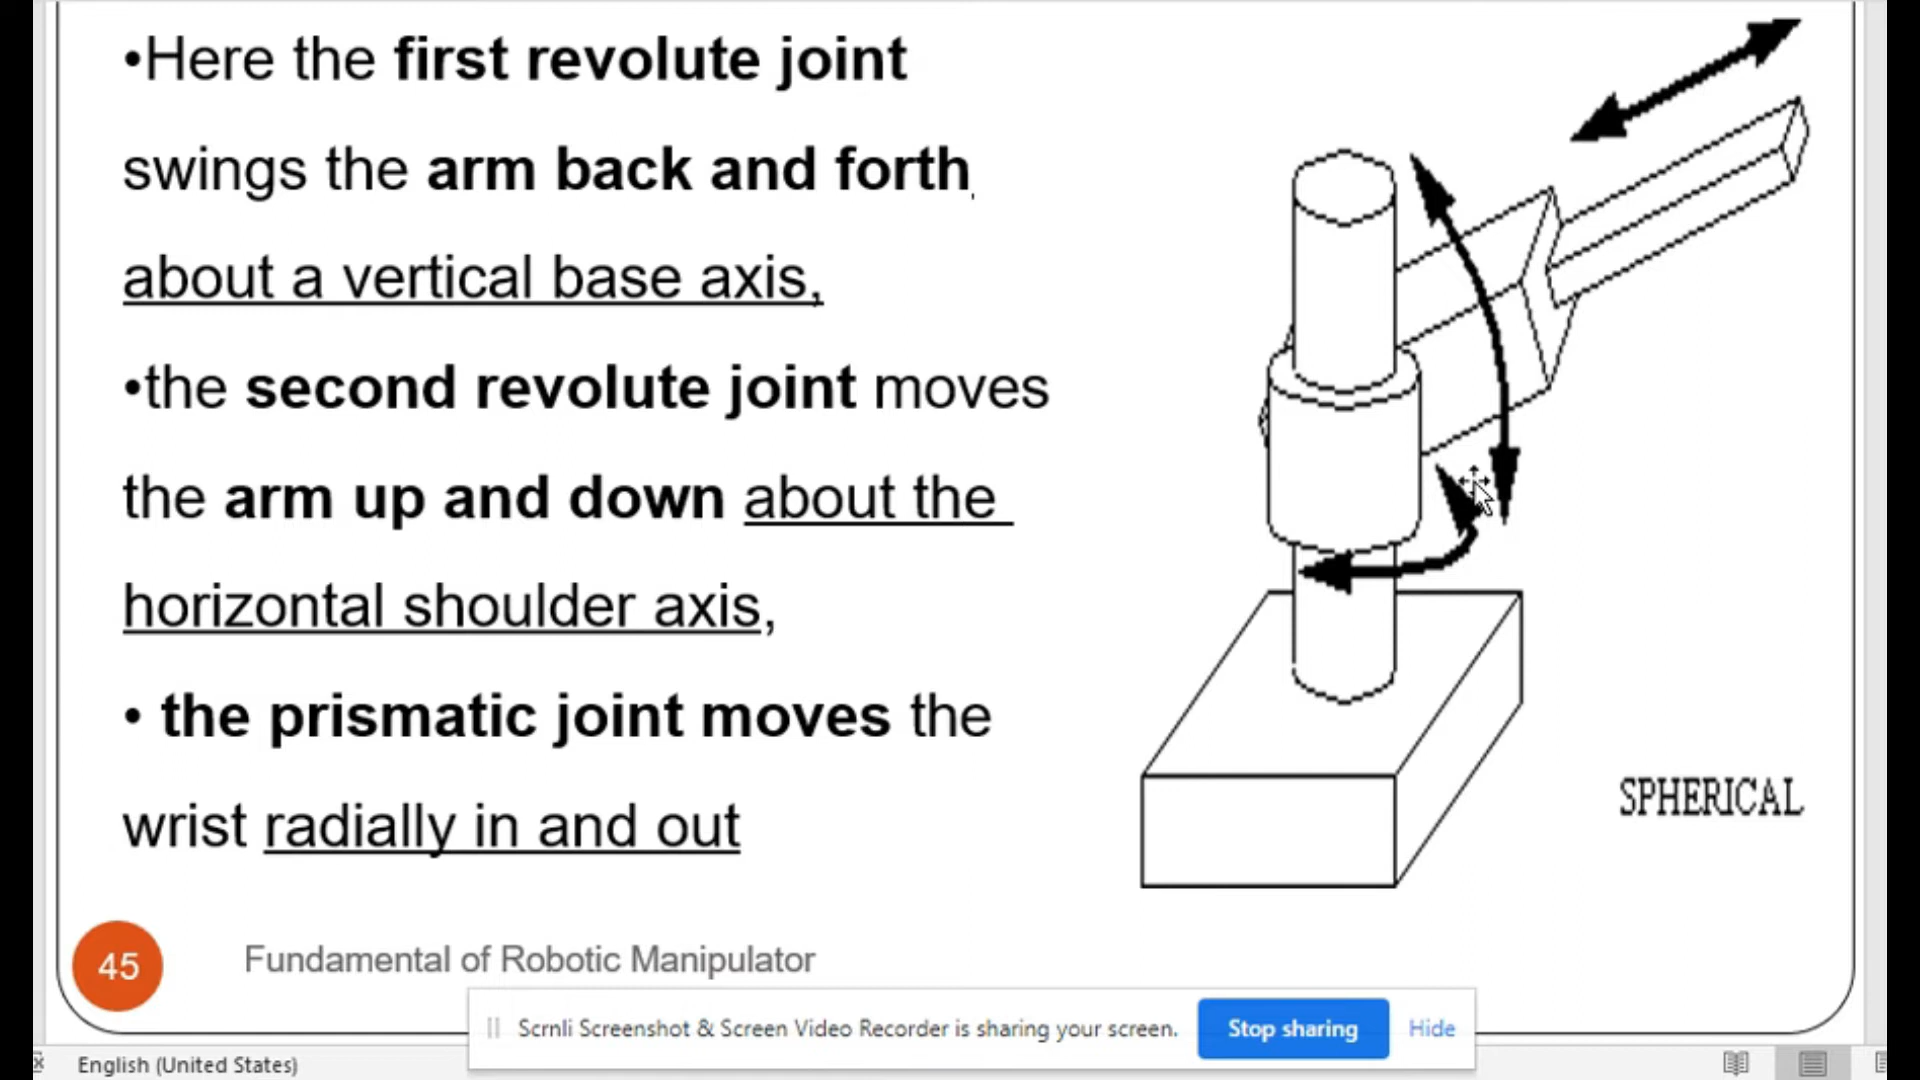 •Here the first revolute joint
swings the arm back and forth
about a vertical base axis,
•the second revolute joint moves
the arm up and down about the
horizontal shoulder axis,
• the prismatic joint moves the
wrist radially in and out
SPHERICAL
45
Fundamental of Robotic Manipulator
Scrnli Screenshot & Screen Video Recorder is sharing your screen.
Stop sharing
Hide
English (United States)